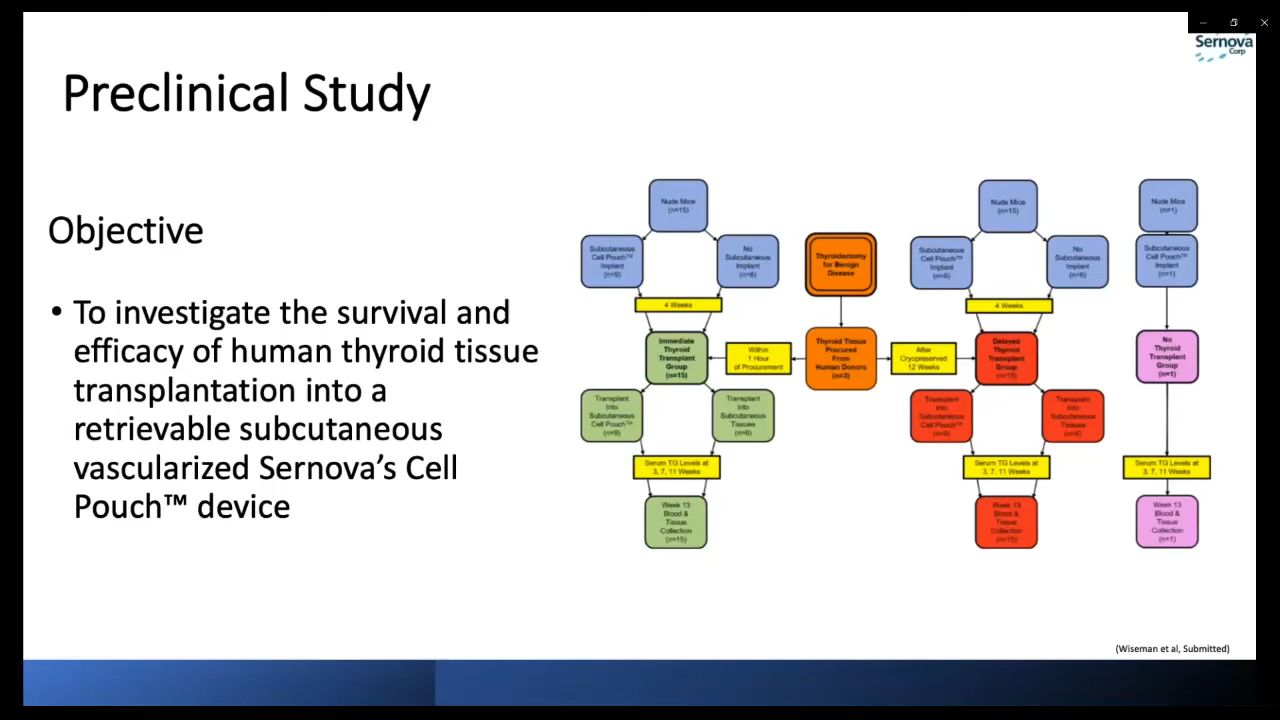 Sernova
Corp
Preclinical Study
Objective
• To investigate the survival and
efficacy of human thyroid tissue
transplantation into a
retrievable subcutaneous
vascularized Sernova’s Cell
Pouch™ device
Nude Mice
(n=15)
Subcutaneous
Cell Pouch™
Implant
(n=9)
No
Subcutaneous
Implant
(n=6)
4 Weeks
Immediate
Thyroid
Transplant
Group
(n=15)
Within
1 Hour
of Procurement
Transplant
Into
Subcutaneous
Cell Pouch™
(n=9)
Transplant
Into
Subcutaneous
Tissues
(n=6)
Serum TG Levels at
3, 7, 11 Weeks
Week 13
Blood &
Tissue
Collection
(n=15)
Thyroidectomy
for Benign
Disease
Thyroid Tissue
Procured
From
Human Donors
(n=3)
After
Cryopreserved
12 Weeks
Nude Mice
(n=15)
Subcutaneous
Cell Pouch™
Implant
(n=9)
No
Subcutaneous
Implant
(n=6)
4 Weeks
Delayed
Thyroid
Transplant
Group
(n=15)
Transplant
Into
Subcutaneous
Cell Pouch™
(n=9)
Transplant
Into
Subcutaneous
Tissues
(n=6)
Serum TG Levels at
3, 7, 11 Weeks
Week 13
Blood &
Tissue
Collection
(n=15)
Nude Mice
(n=1)
Subcutaneous
Cell Pouch™
Implant
(n=1)
No
Thyroid
Transplant
Group
(n=1)
Serum TG Levels at
3, 7, 11 Weeks
Week 13
Blood &
Tissue
Collection
(n=1)
(Wiseman et al, Submitted)